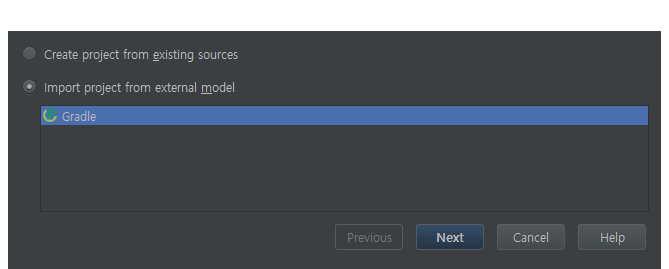 Create project from existing sources
Import project from external model
Gradle
Previous Next Cancel Help